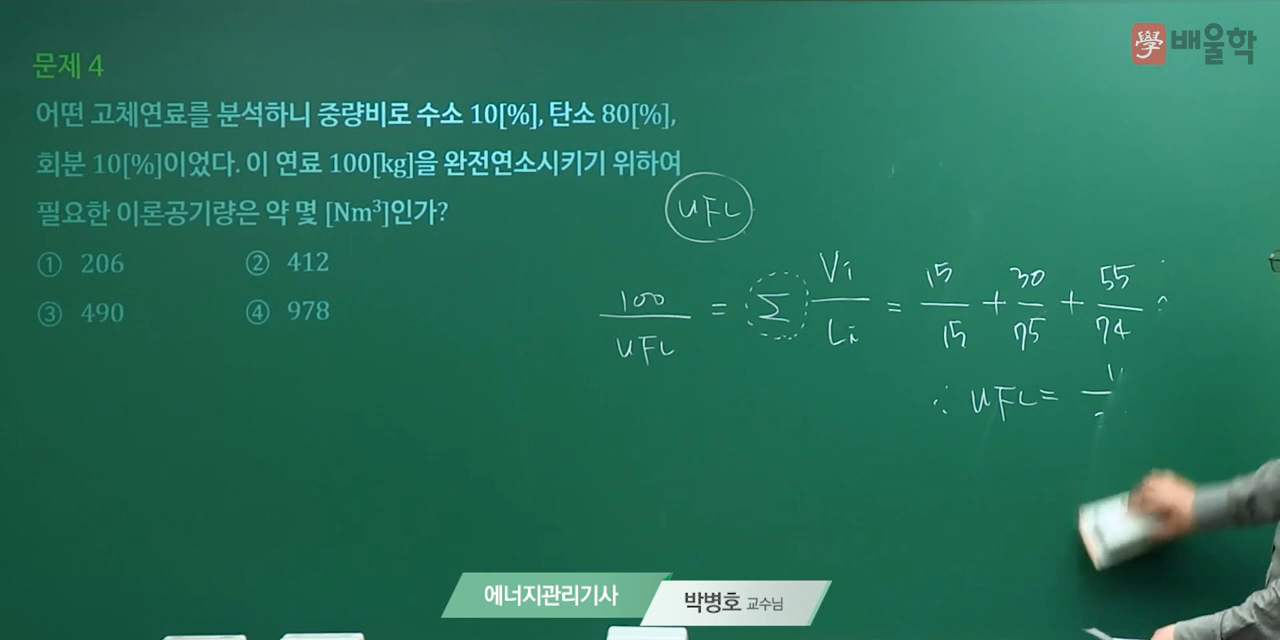 學 배울학
문제 4
어떤 고체연료를 분석하니 중량비로 수소 10[%], 탄소 80[%],
회분 10[%]이었다. 이 연료 100[kg]을 완전연소시키기 위하여
필요한 이론공기량은 약 몇 [Nm³]인가?
① 206 ② 412
③ 490 ④ 978
UFL
100/UFL = Σ Vi/Li = 15/15 + 30/75 + 55/74
∴ UFL =
에너지관리기사 박병호 교수님